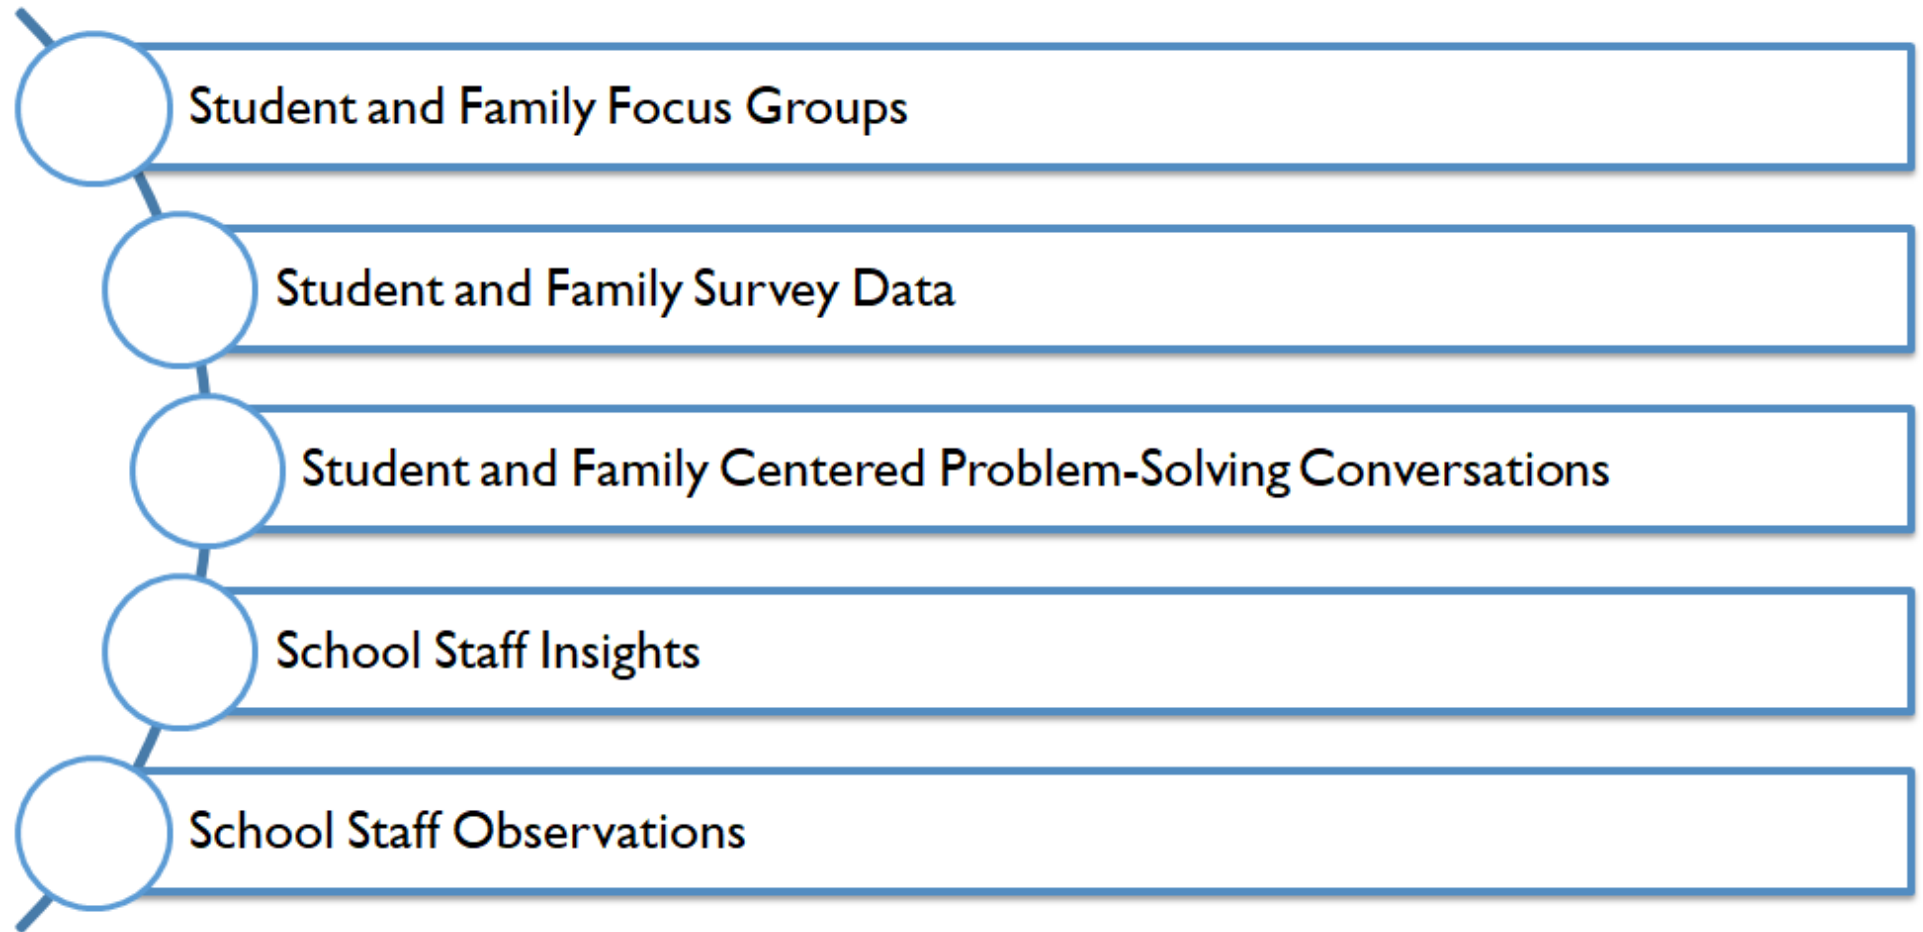 Student and Family Focus Groups
Student and Family Survey Data
Student and Family Centered Problem-Solving Conversations
School Staff Insights
School Staff Observations